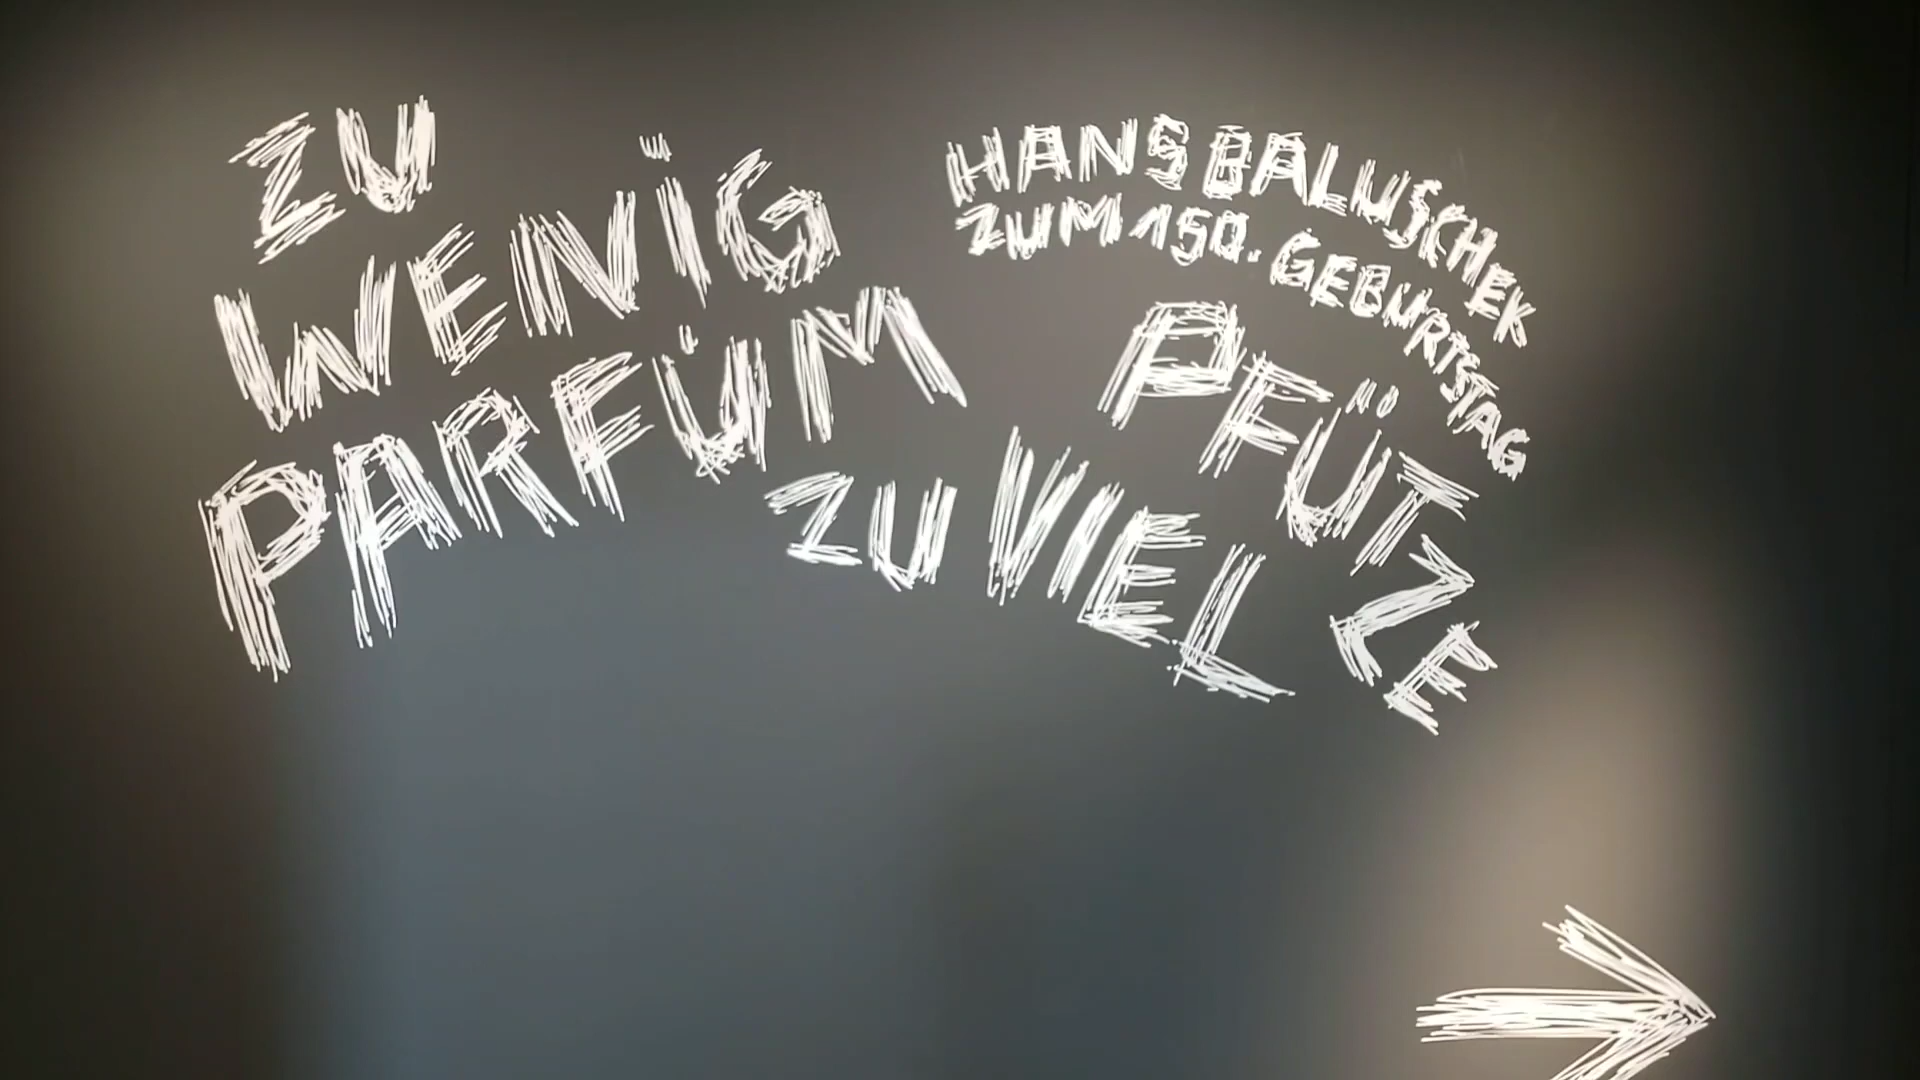 ZU
WENIG
PARFÜM
ZU VIEL
PFÜTZE
HANS BALUSCHEK
ZUM 150. GEBURTSTAG